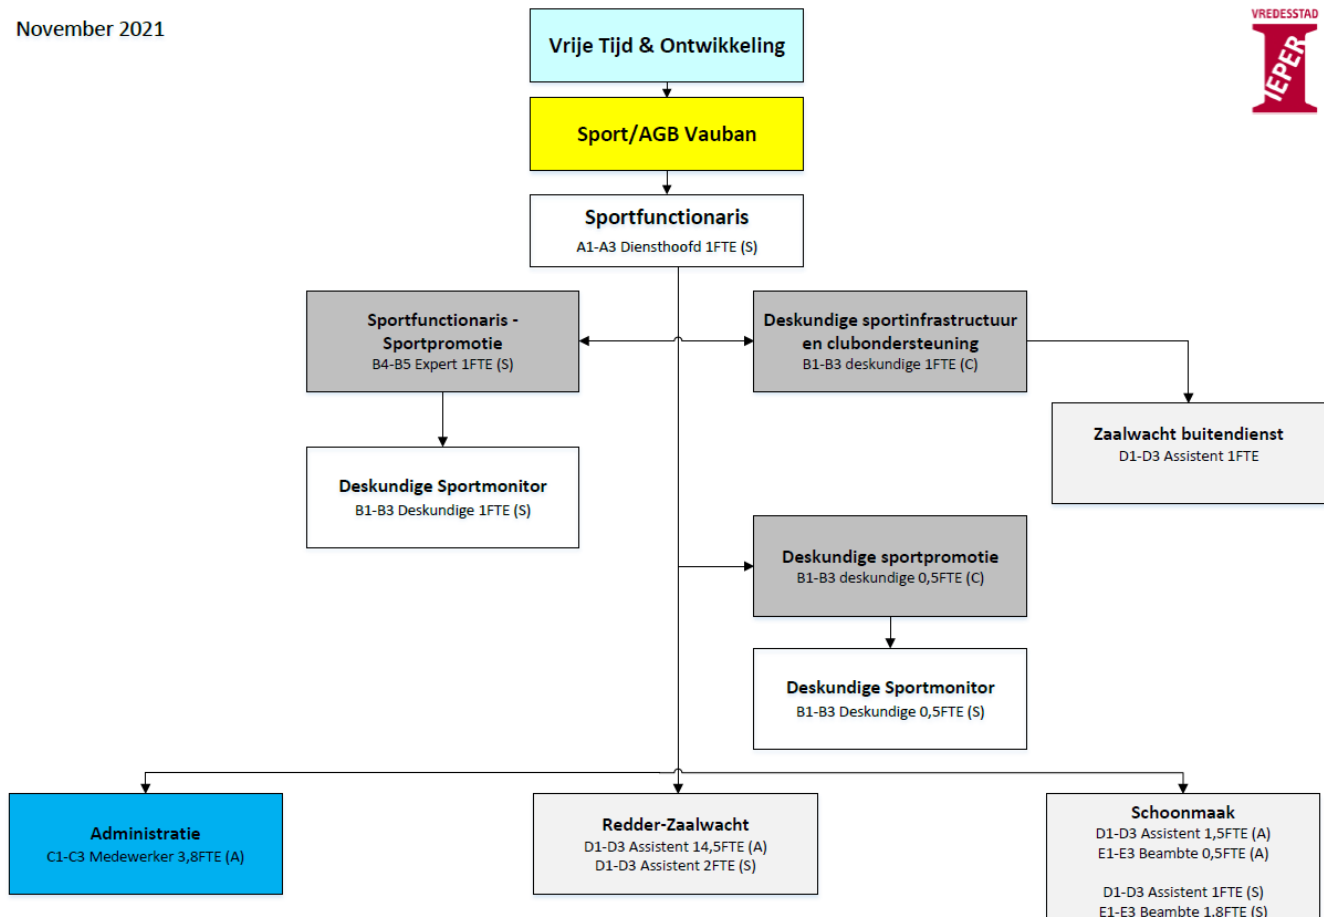 November 2021
VREDESSTAD
IEPER
Vrije Tijd & Ontwikkeling
Sport/AGB Vauban
Sportfunctionaris
A1-A3 Diensthoofd 1FTE (S)
Sportfunctionaris -
Sportpromotie
B4-B5 Expert 1FTE (S)
Deskundige sportinfrastructuur
en clubondersteuning
B1-B3 deskundige 1FTE (C)
Zaalwacht buitendienst
D1-D3 Assistent 1FTE
Deskundige Sportmonitor
B1-B3 Deskundige 1FTE (S)
Deskundige sportpromotie
B1-B3 deskundige 0,5FTE (C)
Deskundige Sportmonitor
B1-B3 Deskundige 0,5FTE (S)
Administratie
C1-C3 Medewerker 3,8FTE (A)
Redder-Zaalwacht
D1-D3 Assistent 14,5FTE (A)
D1-D3 Assistent 2FTE (S)
Schoonmaak
D1-D3 Assistent 1,5FTE (A)
E1-E3 Beambte 0,5FTE (A)
D1-D3 Assistent 1FTE (S)
E1-E3 Beambte 1,8FTE (S)